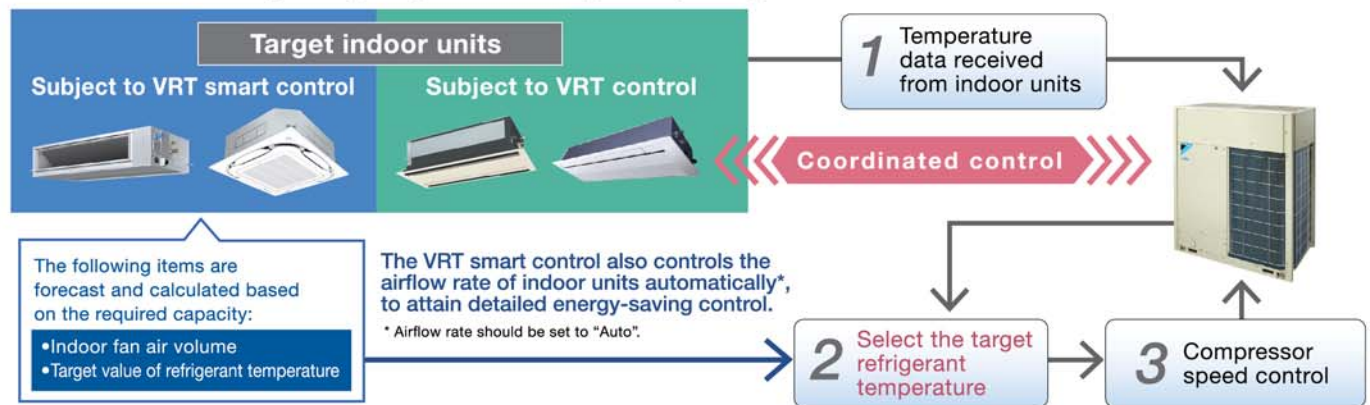 Target indoor units
Subject to VRT smart control
Subject to VRT control
1
Temperature
data received
from indoor units
Coordinated control
The following items are
forecast and calculated based
on the required capacity:
•Indoor fan air volume
•Target value of refrigerant temperature
The VRT smart control also controls the
airflow rate of indoor units automatically*,
to attain detailed energy-saving control.
* Airflow rate should be set to “Auto”.
2
Select the target
refrigerant
temperature
3
Compressor
speed control